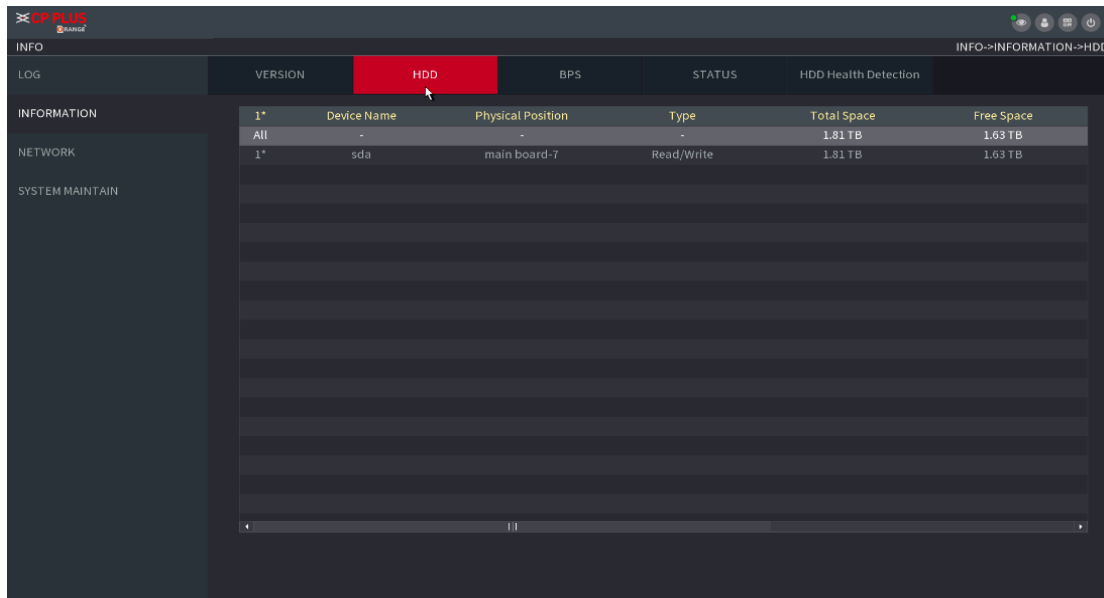 CP PLUS
ORANGE
INFO INFO->INFORMATION->HDD
LOG VERSION HDD BPS STATUS HDD Health Detection
INFORMATION
1* Device Name Physical Position Type Total Space Free Space
All - - - 1.81 TB 1.63 TB
NETWORK
1* sda main board-7 Read/Write 1.81 TB 1.63 TB
SYSTEM MAINTAIN